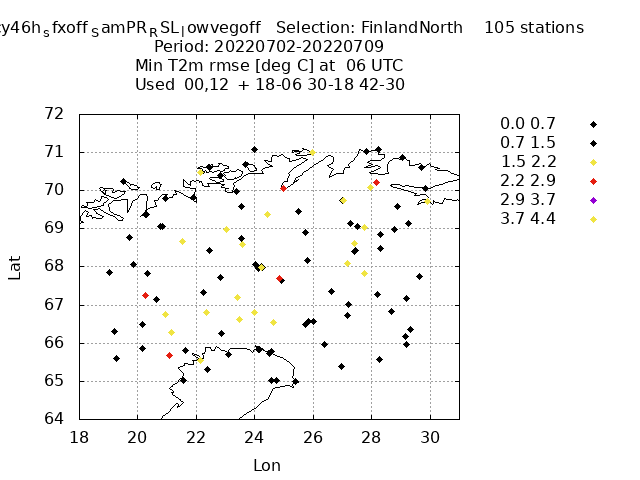 y46h_sfxoff_SamPR_RSL_lowvegoff Selection: FinlandNorth 105 stations
Period: 20220702-20220709
Min T2m rmse [deg C] at 06 UTC
Used 00,12 + 18-06 30-18 42-30
72
71
70
69
68
67
66
65
64
Lat
18 20 22 24 26 28 30
Lon
0.0 0.7
0.7 1.5
1.5 2.2
2.2 2.9
2.9 3.7
3.7 4.4